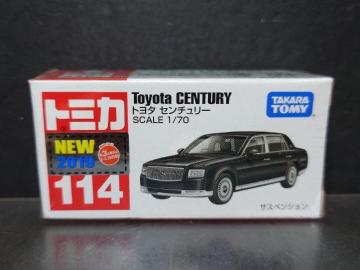 トミカ
NEW
2018
114
Toyota CENTURY
トヨタ センチュリー
SCALE 1/70
TAKARA
TOMY
サスペンション